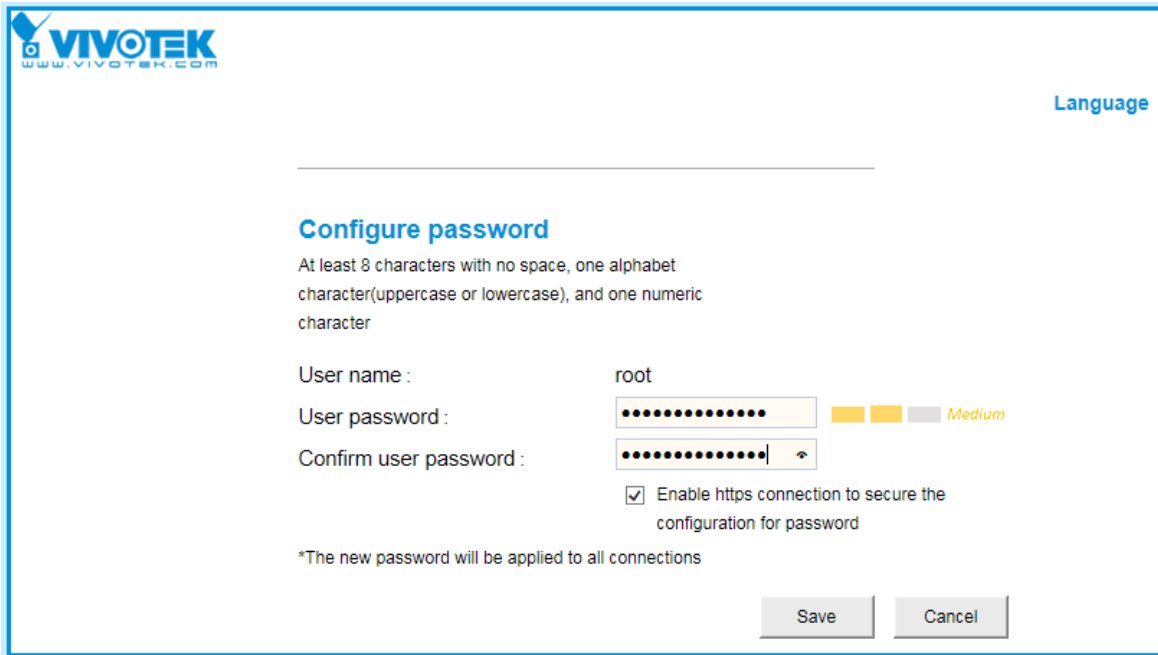 VIVOTEK
www.vivotek.com
Language
Configure password
At least 8 characters with no space, one alphabet
character(uppercase or lowercase), and one numeric
character
User name : root
User password : •••••••••••••• Medium
Confirm user password : ••••••••••••••
Enable https connection to secure the
configuration for password
*The new password will be applied to all connections
Save Cancel